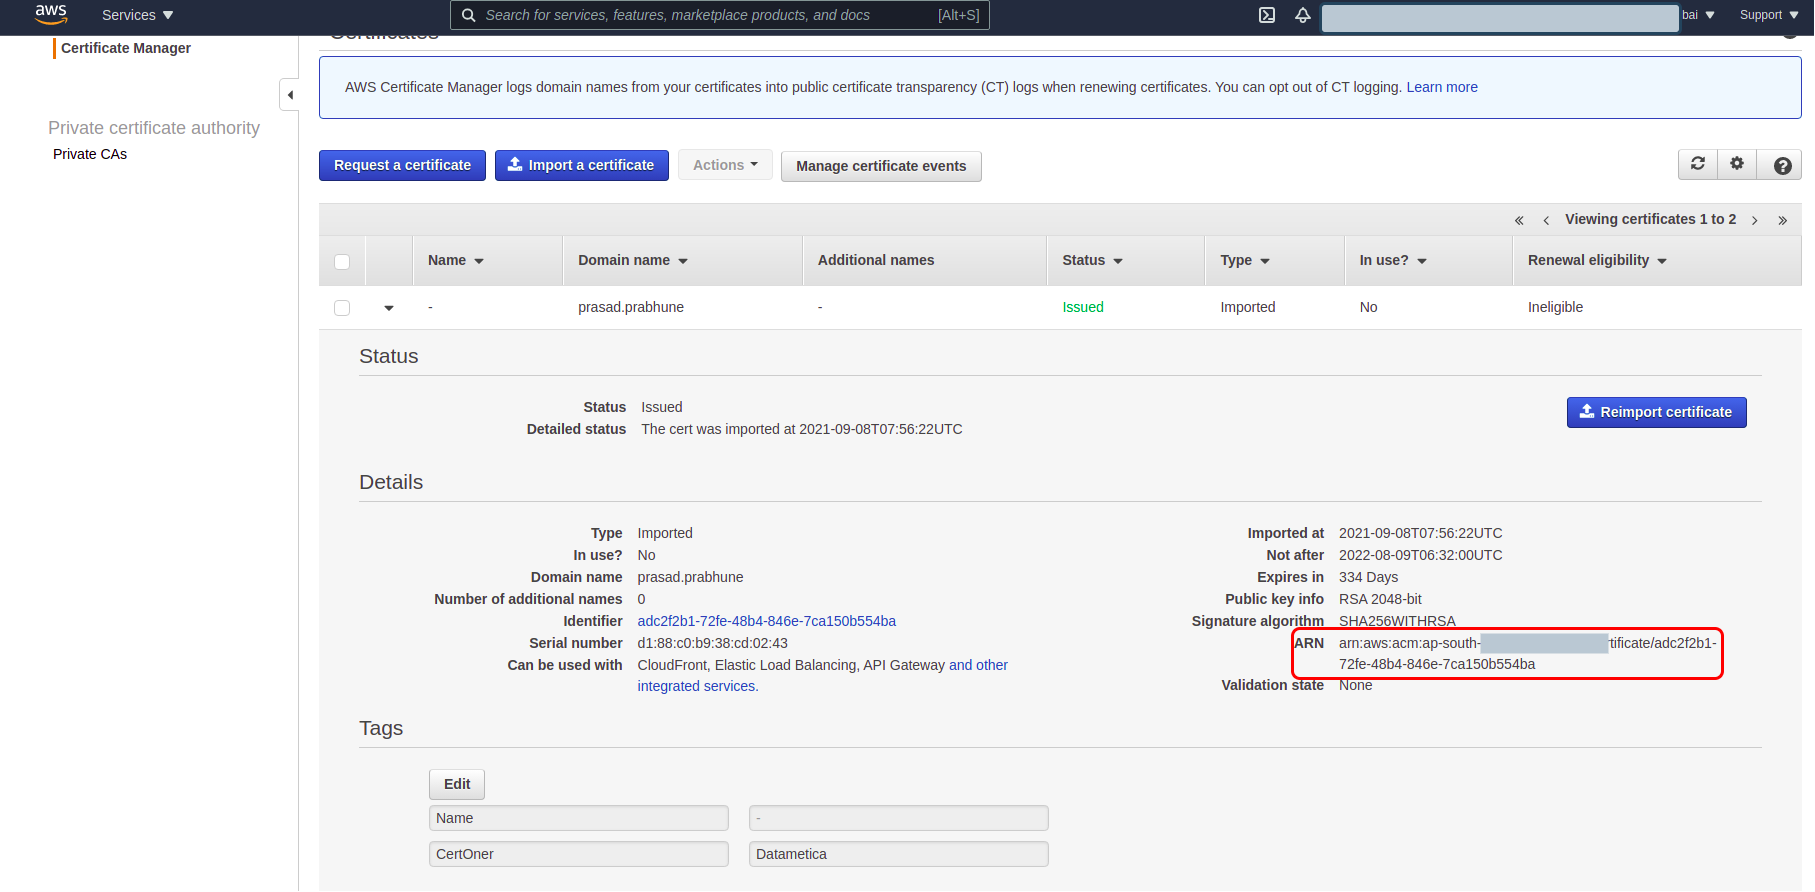 aws Services Search for services, features, marketplace products, and docs [Alt+S] bai Support
Certificate Manager
Certificates
AWS Certificate Manager logs domain names from your certificates into public certificate transparency (CT) logs when renewing certificates. You can opt out of CT logging. Learn more
Private certificate authority
Private CAs
Request a certificate Import a certificate Actions Manage certificate events
« ‹ Viewing certificates 1 to 2 › »
Name Domain name Additional names Status Type In use? Renewal eligibility
- prasad.prabhune - Issued Imported No Ineligible
Status
Status Issued
Reimport certificate
Detailed status The cert was imported at 2021-09-08T07:56:22UTC
Details
Type Imported
In use? No
Domain name prasad.prabhune
Number of additional names 0
Identifier adc2f2b1-72fe-48b4-846e-7ca150b554ba
Serial number d1:88:c0:b9:38:cd:02:43
Can be used with CloudFront, Elastic Load Balancing, API Gateway and other
integrated services.
Imported at 2021-09-08T07:56:22UTC
Not after 2022-08-09T06:32:00UTC
Expires in 334 Days
Public key info RSA 2048-bit
Signature algorithm SHA256WITHRSA
ARN arn:aws:acm:ap-south- tificate/adc2f2b1-
72fe-48b4-846e-7ca150b554ba
Validation state None
Tags
Edit
Name -
CertOner Datametica